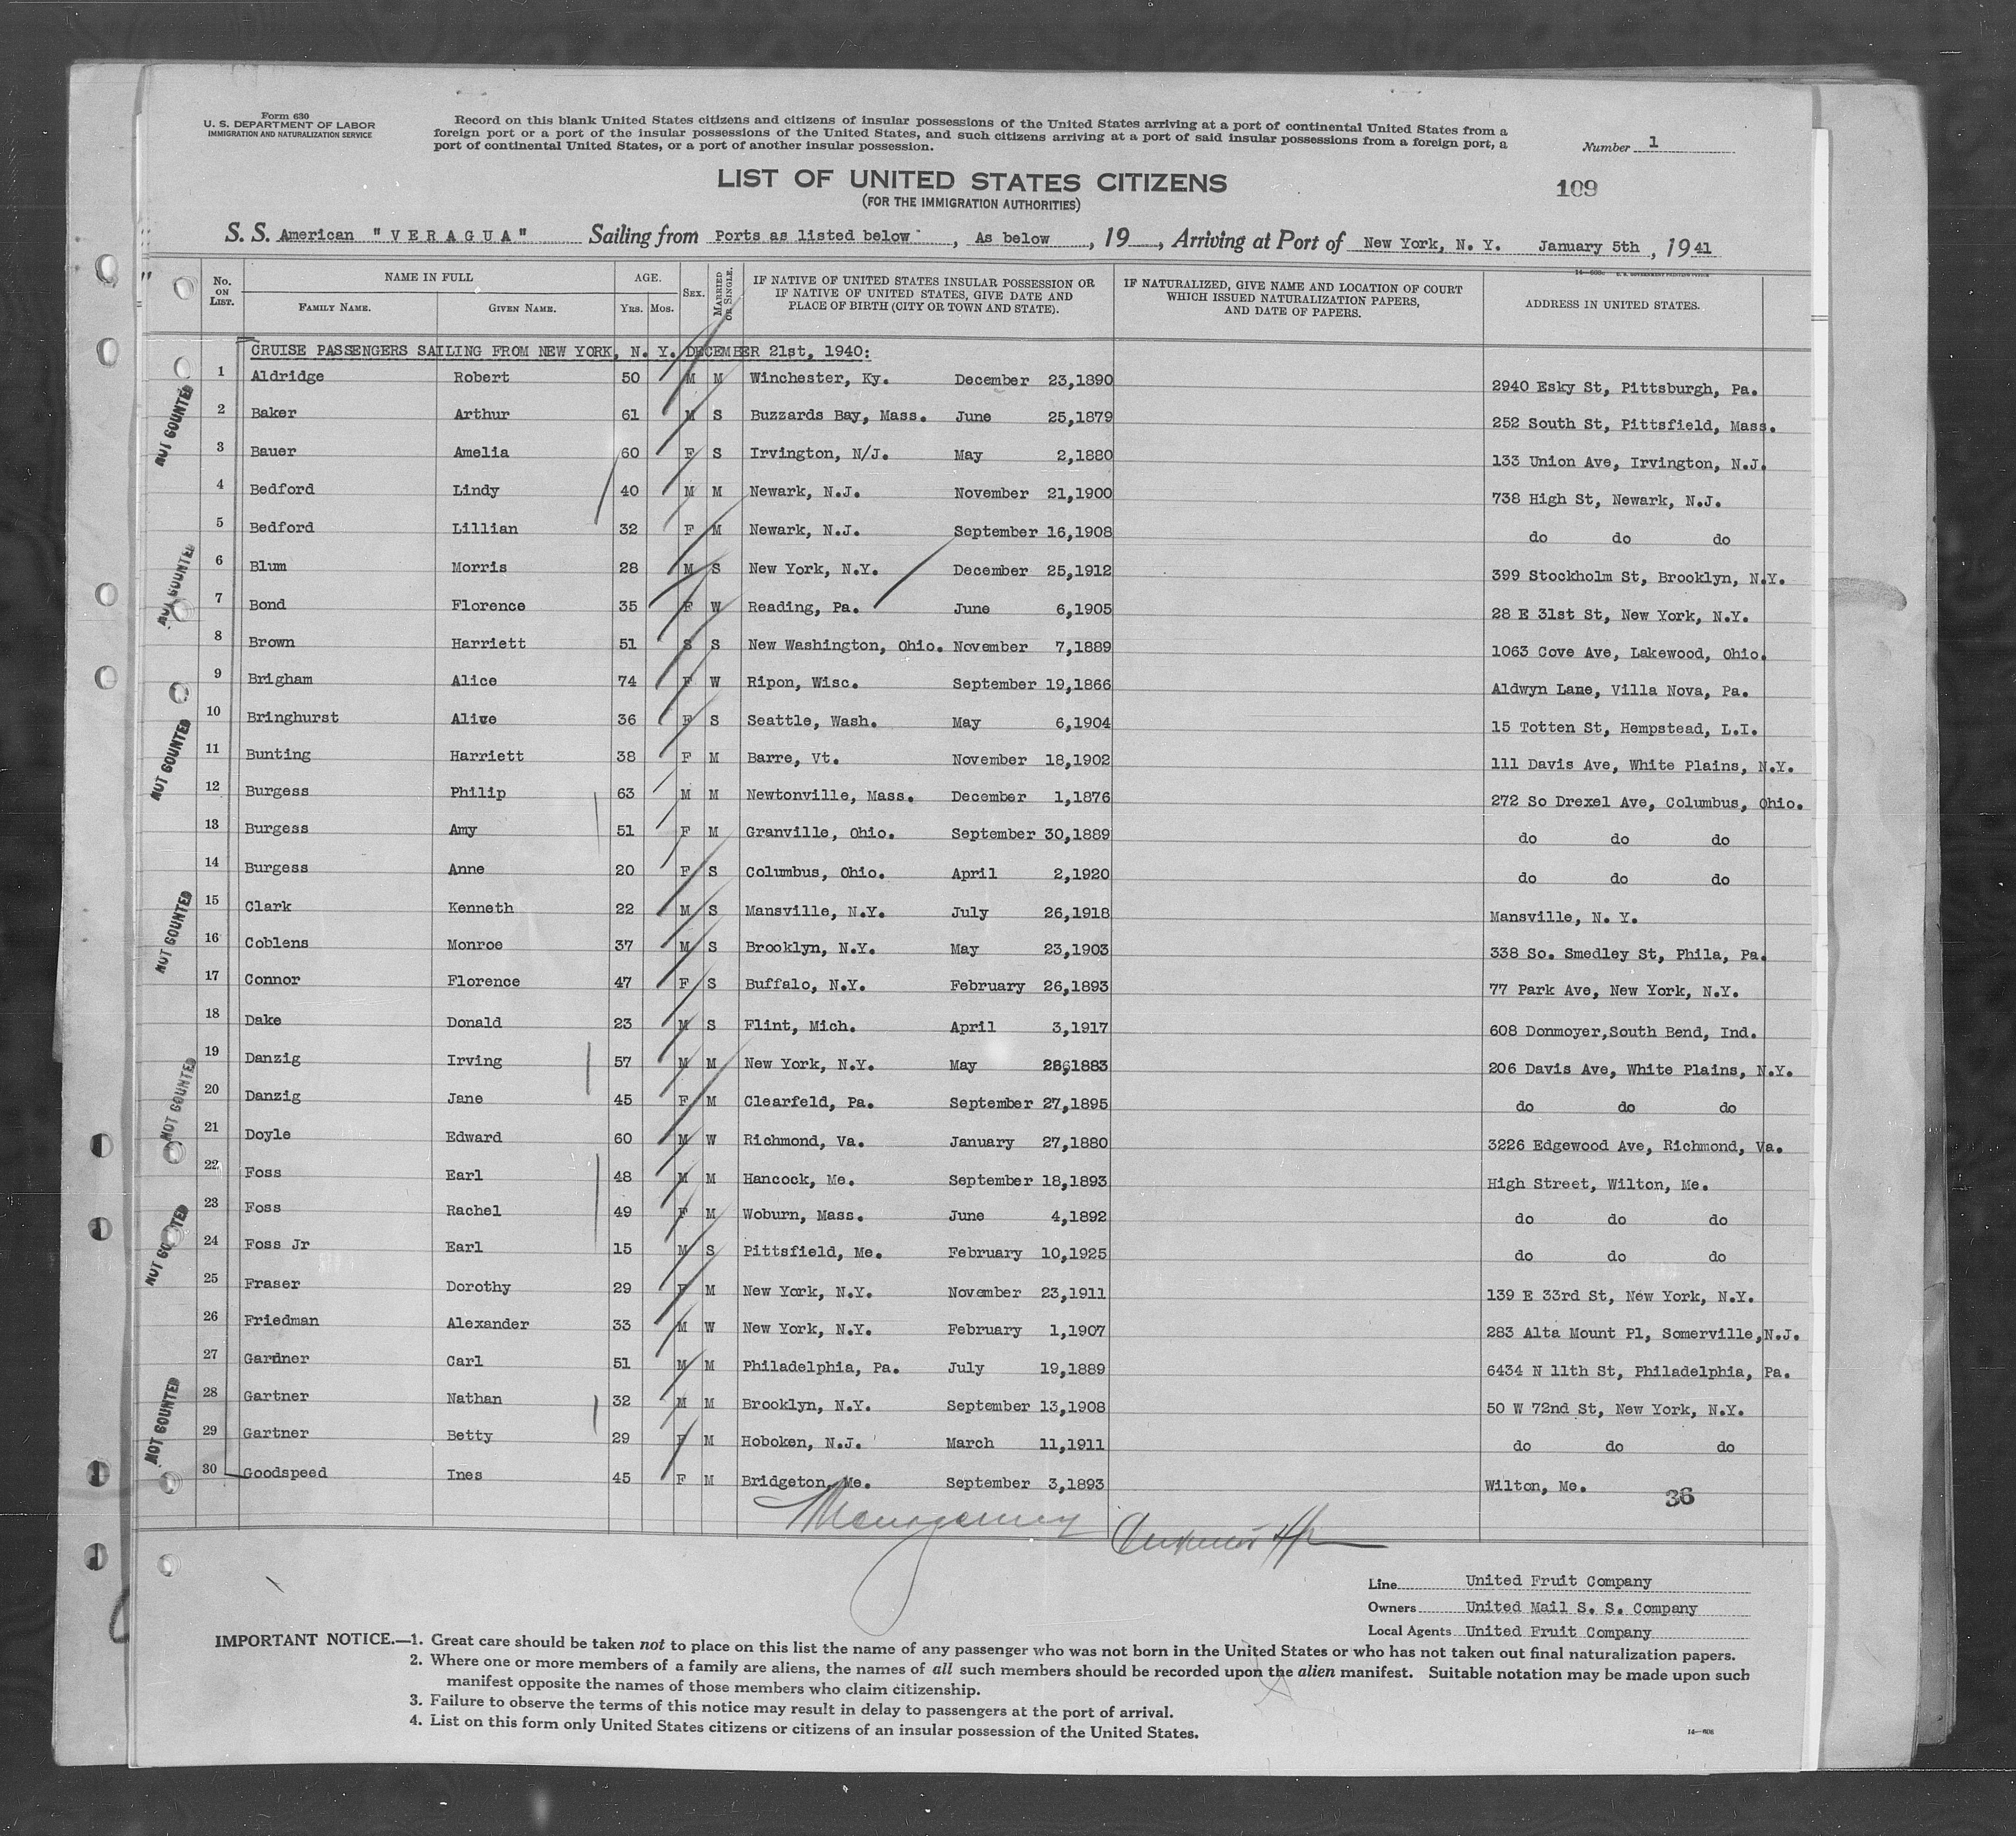 Form 630
U. S. DEPARTMENT OF LABOR
IMMIGRATION AND NATURALIZATION SERVICE
Record on this blank United States citizens and citizens of insular possessions of the United States arriving at a port of continental United States from a
foreign port or a port of the insular possessions of the United States, and such citizens arriving at a port of said insular possessions from a foreign port, a
port of continental United States, or a port of another insular possession.
Number 1
LIST OF UNITED STATES CITIZENS
(FOR THE IMMIGRATION AUTHORITIES)
109
S. S. American "VERAGUA" Sailing from Ports as listed below, As below, 19__, Arriving at Port of New York, N. Y. January 5th, 1941
No. ON LIST. NAME IN FULL FAMILY NAME. GIVEN NAME. AGE. YRS. MOS. SEX. MARRIED OR SINGLE. IF NATIVE OF UNITED STATES INSULAR POSSESSION OR IF NATIVE OF UNITED STATES, GIVE DATE AND PLACE OF BIRTH (CITY OR TOWN AND STATE). IF NATURALIZED, GIVE NAME AND LOCATION OF COURT WHICH ISSUED NATURALIZATION PAPERS, AND DATE OF PAPERS. ADDRESS IN UNITED STATES.
CRUISE PASSENGERS SAILING FROM NEW YORK, N. Y. DECEMBER 21st, 1940:
1 Aldridge Robert 50 M M Winchester, Ky. December 23,1890 2940 Esky St, Pittsburgh, Pa.
2 Baker Arthur 61 M S Buzzards Bay, Mass. June 25,1879 252 South St, Pittsfield, Mass.
3 Bauer Amelia 60 F S Irvington, N/J. May 2,1880 133 Union Ave, Irvington, N.J.
4 Bedford Lindy 40 M M Newark, N.J. November 21,1900 738 High St, Newark, N.J.
5 Bedford Lillian 32 F M Newark, N.J. September 16,1908 do do do
6 Blum Morris 28 M S New York, N.Y. December 25,1912 399 Stockholm St, Brooklyn, N.Y.
7 Bond Florence 35 F W Reading, Pa. June 6,1905 28 E 31st St, New York, N.Y.
8 Brown Harriett 51 S S New Washington, Ohio. November 7,1889 1063 Cove Ave, Lakewood, Ohio.
9 Brigham Alice 74 F W Ripon, Wisc. September 19,1866 Aldwyn Lane, Villa Nova, Pa.
10 Bringhurst Alice 36 F S Seattle, Wash. May 6,1904 15 Totten St, Hempstead, L.I.
11 Bunting Harriett 38 F M Barre, Vt. November 18,1902 111 Davis Ave, White Plains, N.Y.
12 Burgess Philip 63 M M Newtonville, Mass. December 1,1876 272 So Drexel Ave, Columbus, Ohio.
13 Burgess Amy 51 F M Granville, Ohio. September 30,1889 do do do
14 Burgess Anne 20 F S Columbus, Ohio. April 2,1920 do do do
15 Clark Kenneth 22 M S Mansville, N.Y. July 26,1918 Mansville, N. Y.
16 Coblens Monroe 37 M S Brooklyn, N.Y. May 23,1903 338 So. Smedley St, Phila, Pa.
17 Connor Florence 47 F S Buffalo, N.Y. February 26,1893 77 Park Ave, New York, N.Y.
18 Dake Donald 23 M S Flint, Mich. April 3,1917 608 Donmoyer,South Bend, Ind.
19 Danzig Irving 57 M M New York, N.Y. May 1883 206 Davis Ave, White Plains, N.Y.
20 Danzig Jane 45 F M Clearfeld, Pa. September 27,1895 do do do
21 Doyle Edward 60 M W Richmond, Va. January 27,1880 3226 Edgewood Ave, Richmond, Va.
22 Foss Earl 48 M M Hancock, Me. September 18,1893 High Street, Wilton, Me.
23 Foss Rachel 49 F M Woburn, Mass. June 4,1892 do do do
24 Foss Jr Earl 15 M S Pittsfield, Me. February 10,1925 do do do
25 Fraser Dorothy 29 F M New York, N.Y. November 23,1911 139 E 33rd St, New York, N.Y.
26 Friedman Alexander 33 M W New York, N.Y. February 1,1907 283 Alta Mount Pl, Somerville,N.J.
27 Gardner Carl 51 M M Philadelphia, Pa. July 19,1889 6434 N 11th St, Philadelphia, Pa.
28 Gartner Nathan 32 M M Brooklyn, N.Y. September 13,1908 50 W 72nd St, New York, N.Y.
29 Gartner Betty 29 F M Hoboken, N.J. March 11,1911 do do do
30 Goodspeed Ines 45 F M Bridgeton, Me. September 3,1893 Wilton, Me.
36
NOT COUNTED
NOT COUNTED
NOT COUNTED
NOT COUNTED
NOT COUNTED
NOT COUNTED
NOT COUNTED
Line United Fruit Company
Owners United Mail S. S. Company
Local Agents United Fruit Company
IMPORTANT NOTICE.—1. Great care should be taken not to place on this list the name of any passenger who was not born in the United States or who has not taken out final naturalization papers.
2. Where one or more members of a family are aliens, the names of all such members should be recorded upon the alien manifest. Suitable notation may be made upon such
manifest opposite the names of those members who claim citizenship.
3. Failure to observe the terms of this notice may result in delay to passengers at the port of arrival.
4. List on this form only United States citizens or citizens of an insular possession of the United States.
14—608